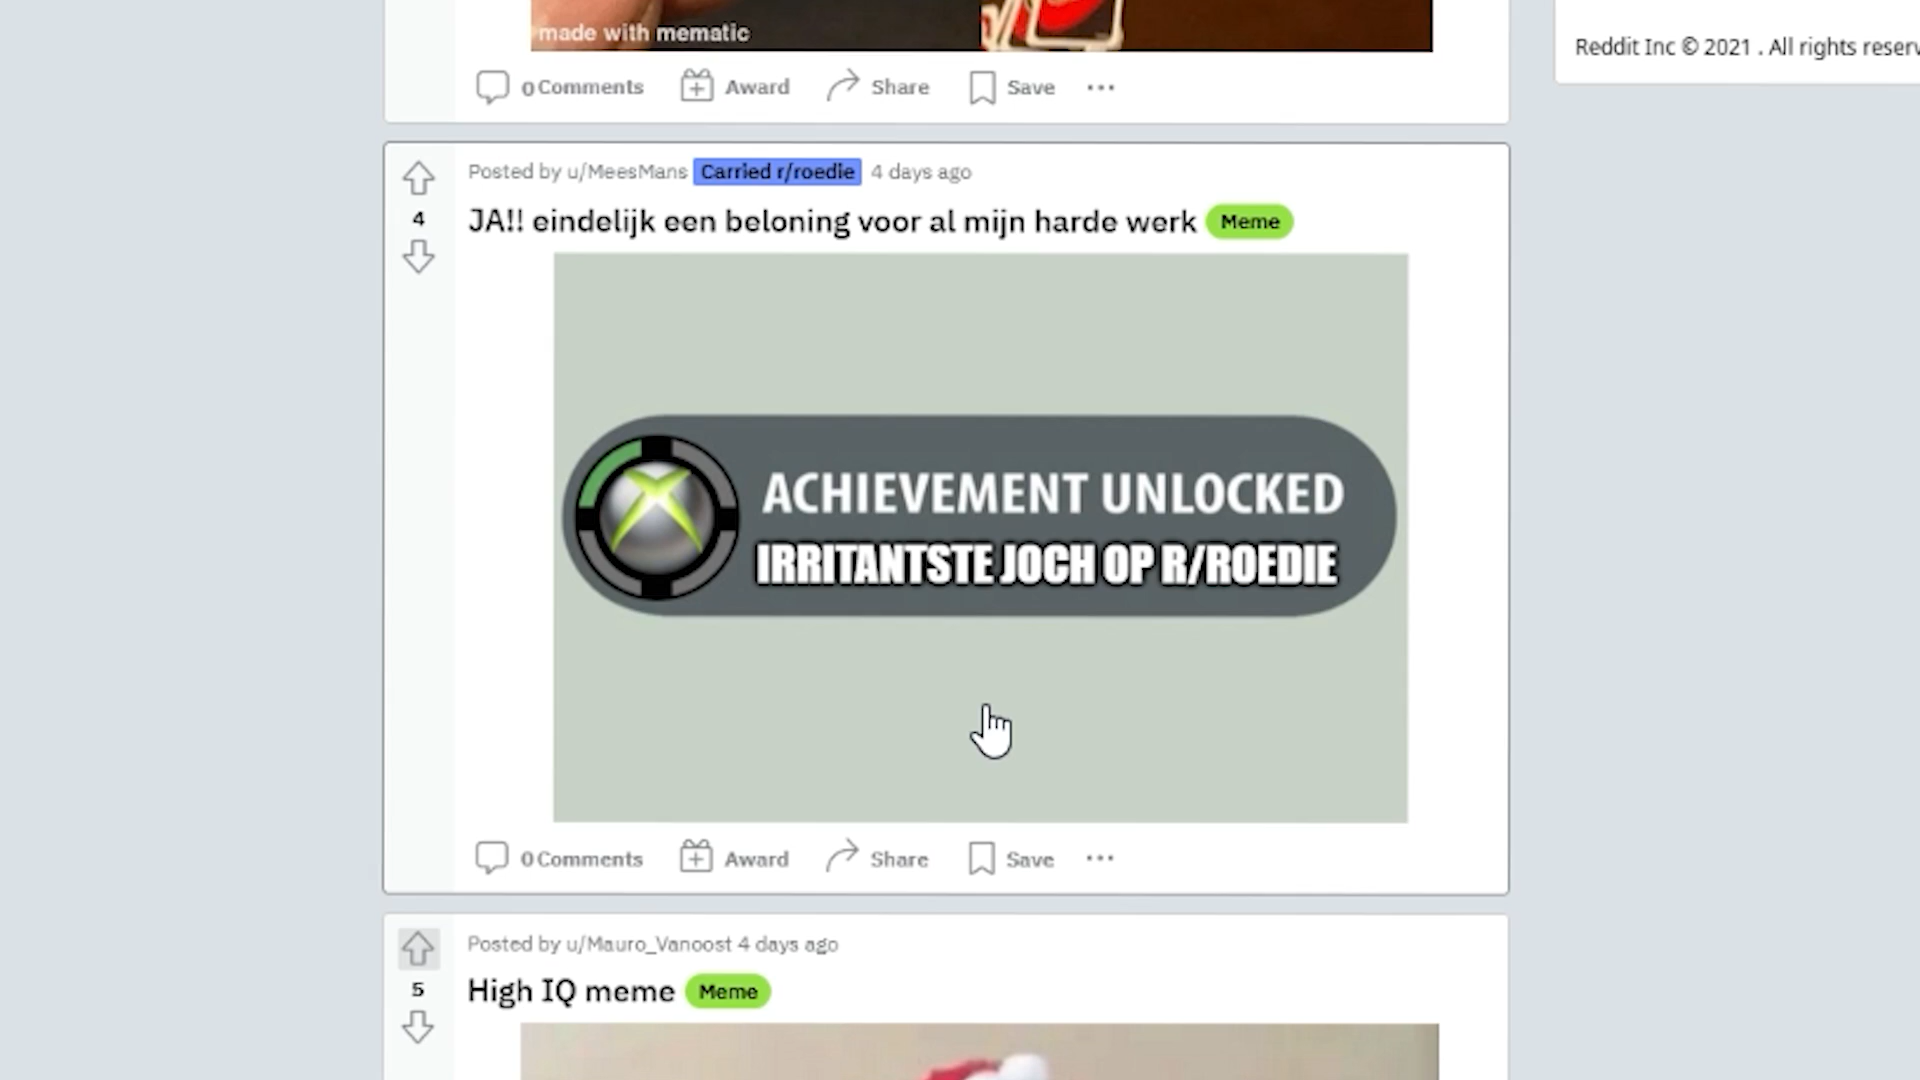 made with mematic
0 Comments Award Share Save
Reddit Inc © 2021 . All rights reserv
Posted by u/MeesMans Carried r/roedie 4 days ago
4
JA!! eindelijk een beloning voor al mijn harde werk Meme
ACHIEVEMENT UNLOCKED
IRRITANTSTE JOCH OP R/ROEDIE
0 Comments Award Share Save
Posted by u/Mauro_Vanoost 4 days ago
5
High IQ meme Meme